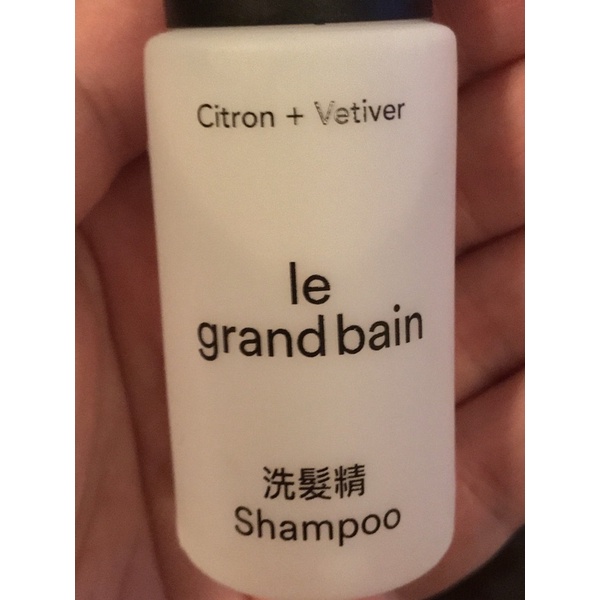 Citron + Vetiver
le
grand bain
洗髮精
Shampoo